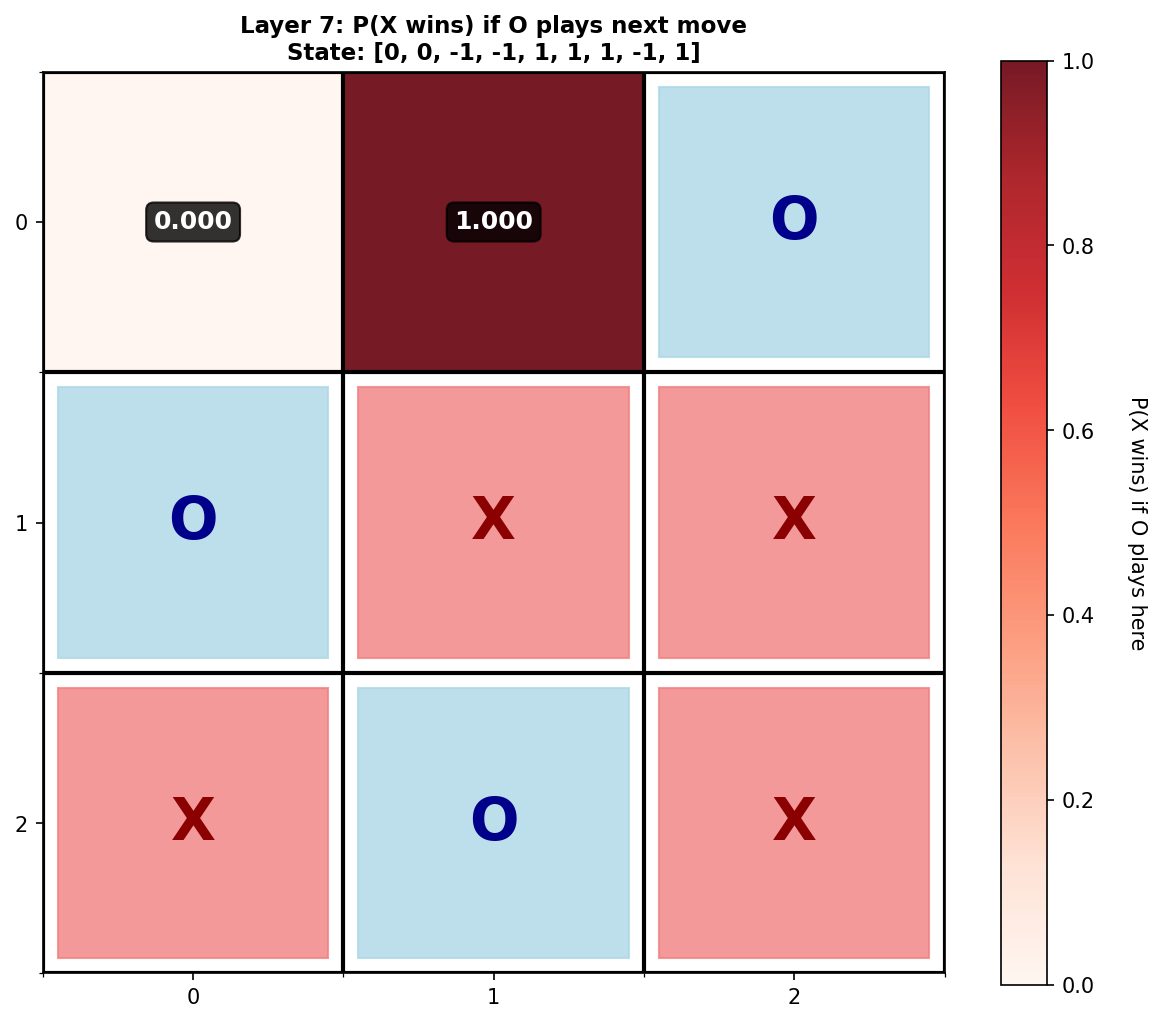 Layer 7: P(X wins) if O plays next move
State: [0, 0, -1, -1, 1, 1, 1, -1, 1]
0
0.000
1.000
O
1
O
X
X
2
X
O
X
0
1
2
1.0
0.8
0.6
0.4
0.2
0.0
P(X wins) if O plays here